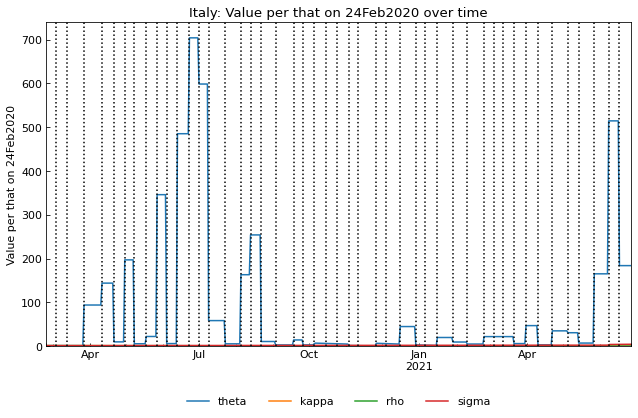 Italy: Value per that on 24Feb2020 over time
Value per that on 24Feb2020
700
600
500
400
300
200
100
0
Apr
Jul
Oct
Jan
2021
Apr
theta
kappa
rho
sigma